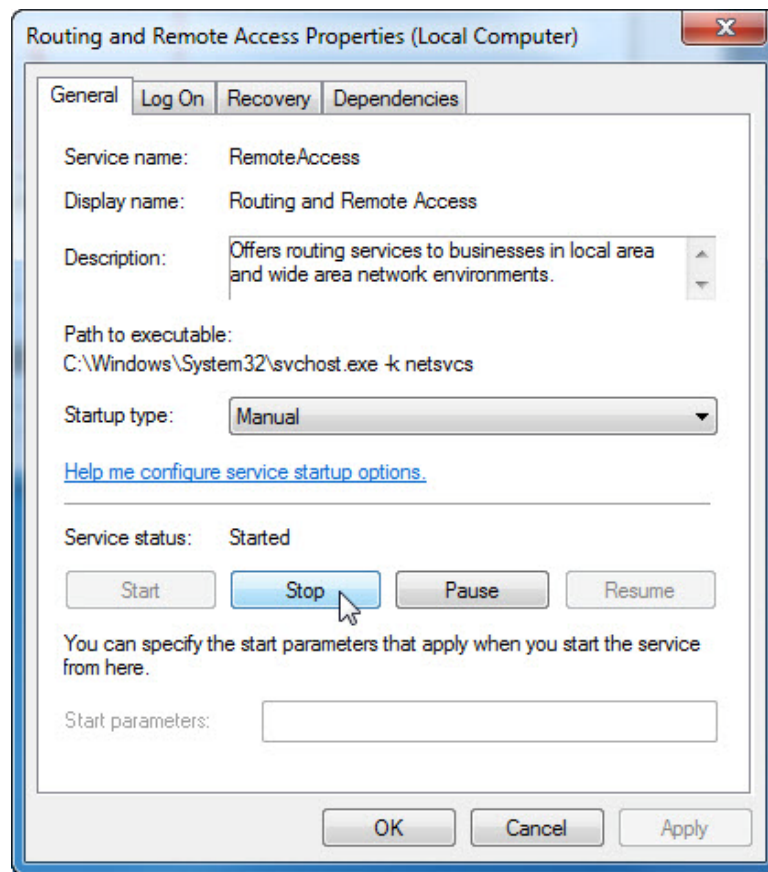 Routing and Remote Access Properties (Local Computer)
General Log On Recovery Dependencies
Service name: RemoteAccess
Display name: Routing and Remote Access
Description: Offers routing services to businesses in local area
and wide area network environments.
Path to executable:
C:\Windows\System32\svchost.exe -k netsvcs
Startup type: Manual
Help me configure service startup options.
Service status: Started
Start Stop Pause Resume
You can specify the start parameters that apply when you start the service
from here.
Start parameters:
OK Cancel Apply